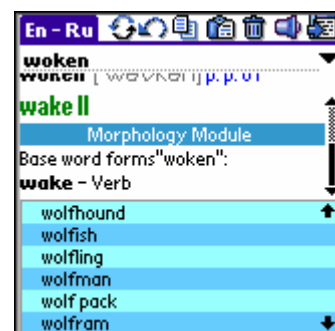 En - Ru
woken
woken p. p. от
wake II
Morphology Module
Base word forms"woken":
wake - Verb
wolfhound
wolfish
wolfling
wolfman
wolf pack
wolfram